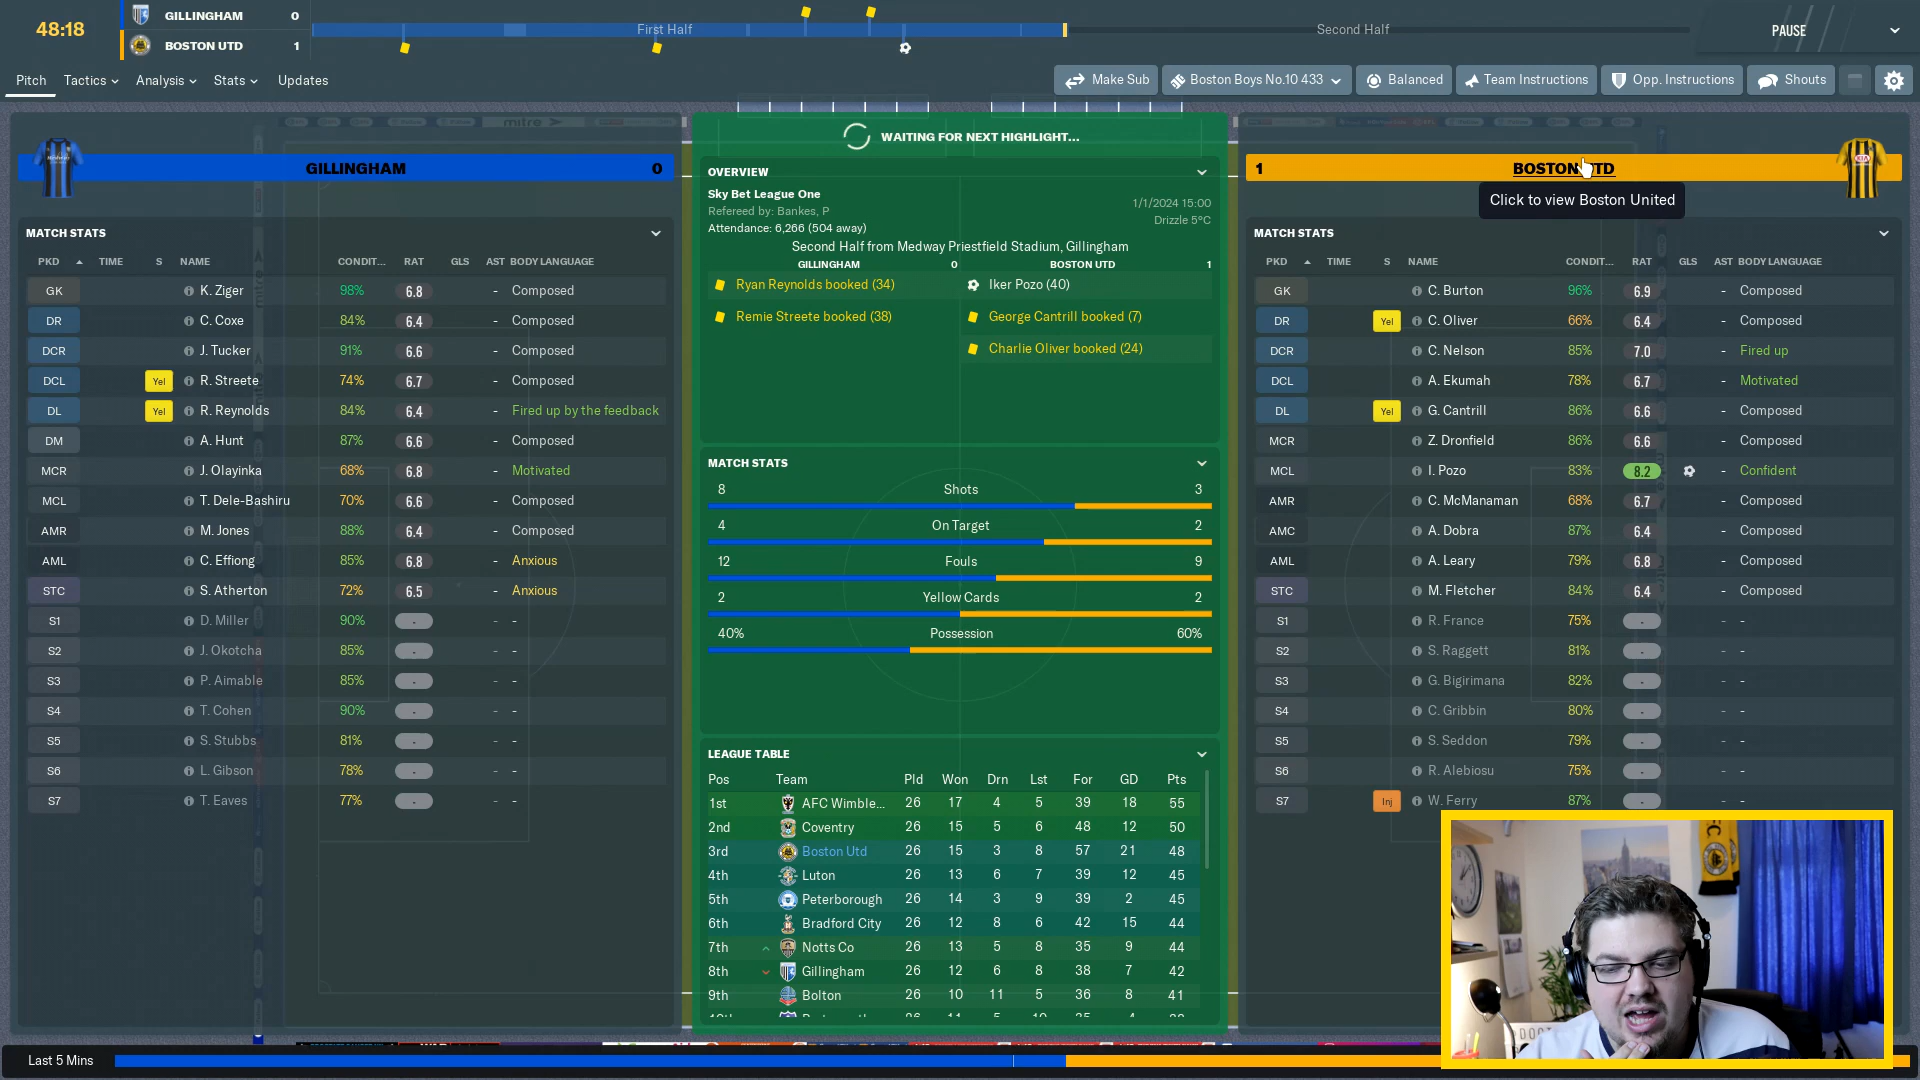 48:18
GILLINGHAM 0
BOSTON UTD 1
First Half
Second Half
PAUSE
Pitch Tactics Analysis Stats Updates
Make Sub Boston Boys No.10 433 Balanced Team Instructions Opp. Instructions Shouts
mitre
WAITING FOR NEXT HIGHLIGHT...
GILLINGHAM 0
MATCH STATS
PKD TIME S NAME CONDIT... RAT GLS AST BODY LANGUAGE
GK K. Ziger 98% 6.8 - Composed
DR C. Coxe 84% 6.4 - Composed
DCR J. Tucker 91% 6.6 - Composed
DCL Yel R. Streete 74% 6.7 - Composed
DL Yel R. Reynolds 84% 6.4 - Fired up by the feedback
DM A. Hunt 87% 6.6 - Composed
MCR J. Olayinka 68% 6.8 - Motivated
MCL T. Dele-Bashiru 70% 6.6 - Composed
AMR M. Jones 88% 6.4 - Composed
AML C. Effiong 85% 6.8 - Anxious
STC S. Atherton 72% 6.5 - Anxious
S1 D. Miller 90% - - -
S2 J. Okotcha 85% - - -
S3 P. Aimable 85% - - -
S4 T. Cohen 90% - - -
S5 S. Stubbs 81% - - -
S6 L. Gibson 78% - - -
S7 T. Eaves 77% - - -
OVERVIEW
Sky Bet League One
1/1/2024 15:00
Refereed by: Bankes, P
Drizzle 5°C
Attendance: 6,266 (504 away)
Second Half from Medway Priestfield Stadium, Gillingham
GILLINGHAM 0 BOSTON UTD 1
Ryan Reynolds booked (34) Iker Pozo (40)
Remie Streete booked (38) George Cantrill booked (7)
Charlie Oliver booked (24)
MATCH STATS
8 Shots 3
4 On Target 2
12 Fouls 9
2 Yellow Cards 2
40% Possession 60%
LEAGUE TABLE
Pos Team Pld Won Drn Lst For GD Pts
1st AFC Wimble... 26 17 4 5 39 18 55
2nd Coventry 26 15 5 6 48 12 50
3rd Boston Utd 26 15 3 8 57 21 48
4th Luton 26 13 6 7 39 12 45
5th Peterborough 26 14 3 9 39 2 45
6th Bradford City 26 12 8 6 42 15 44
7th Notts Co 26 13 5 8 35 9 44
8th Gillingham 26 12 6 8 38 7 42
9th Bolton 26 10 11 5 36 8 41
1 BOSTON UTD
Click to view Boston United
MATCH STATS
PKD TIME S NAME CONDIT... RAT GLS AST BODY LANGUAGE
GK C. Burton 96% 6.9 - Composed
DR Yel C. Oliver 66% 6.4 - Composed
DCR C. Nelson 85% 7.0 - Fired up
DCL A. Ekumah 78% 6.7 - Motivated
DL Yel G. Cantrill 86% 6.6 - Composed
MCR Z. Dronfield 86% 6.6 - Composed
MCL I. Pozo 83% 8.2 - Confident
AMR C. McManaman 68% 6.7 - Composed
AMC A. Dobra 87% 6.4 - Composed
AML A. Leary 79% 6.8 - Composed
STC M. Fletcher 84% 6.4 - Composed
S1 R. France 75% - - -
S2 S. Raggett 81% - - -
S3 G. Bigirimana 82% - - -
S4 C. Gribbin 80% - - -
S5 S. Seddon 79% - - -
S6 R. Alebiosu 75% - - -
S7 Inj W. Ferry 87% - - -
Last 5 Mins